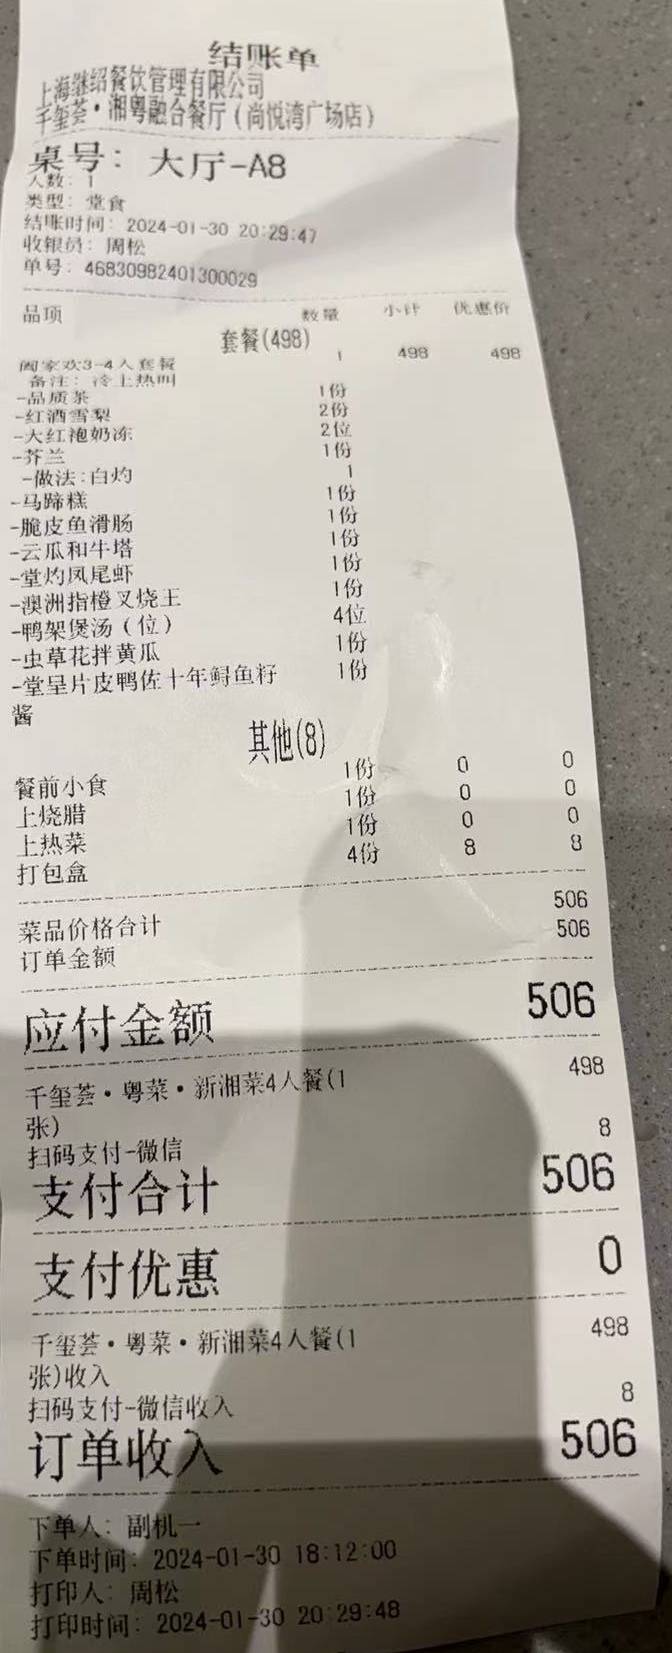 结账单
上海继绍餐饮管理有限公司
千玺荟·湘粤融合餐厅(尚悦湾广场店)
桌号: 大厅-A8
人数: 1
类型: 堂食
结账时间: 2024-01-30 20:29:47
收银员: 周松
单号: 46830982401300029
品项 数量 小计 优惠价
套餐(498)
阖家欢3-4人套餐 1 498 498
备注: 冷上热叫
-品质茶 1份
-红酒雪梨 2份
-大红袍奶冻 2位
-芥兰 1份
-做法:白灼 1
-马蹄糕 1份
-脆皮鱼滑肠 1份
-云瓜和牛塔 1份
-堂灼凤尾虾 1份
-澳洲指橙叉烧王 1份
-鸭架煲汤(位) 4位
-虫草花拌黄瓜 1份
-堂呈片皮鸭佐十年鲟鱼籽 1份
酱
其他(8)
餐前小食 1份 0 0
上烧腊 1份 0 0
上热菜 1份 0 0
打包盒 4份 8 8
菜品价格合计 506
订单金额 506
应付金额 506
千玺荟·粤菜·新湘菜4人餐(1 498
张)
扫码支付-微信 8
支付合计 506
支付优惠 0
千玺荟·粤菜·新湘菜4人餐(1 498
张)收入
扫码支付-微信收入 8
订单收入 506
下单人: 副机一
下单时间: 2024-01-30 18:12:00
打印人: 周松
打印时间: 2024-01-30 20:29:48